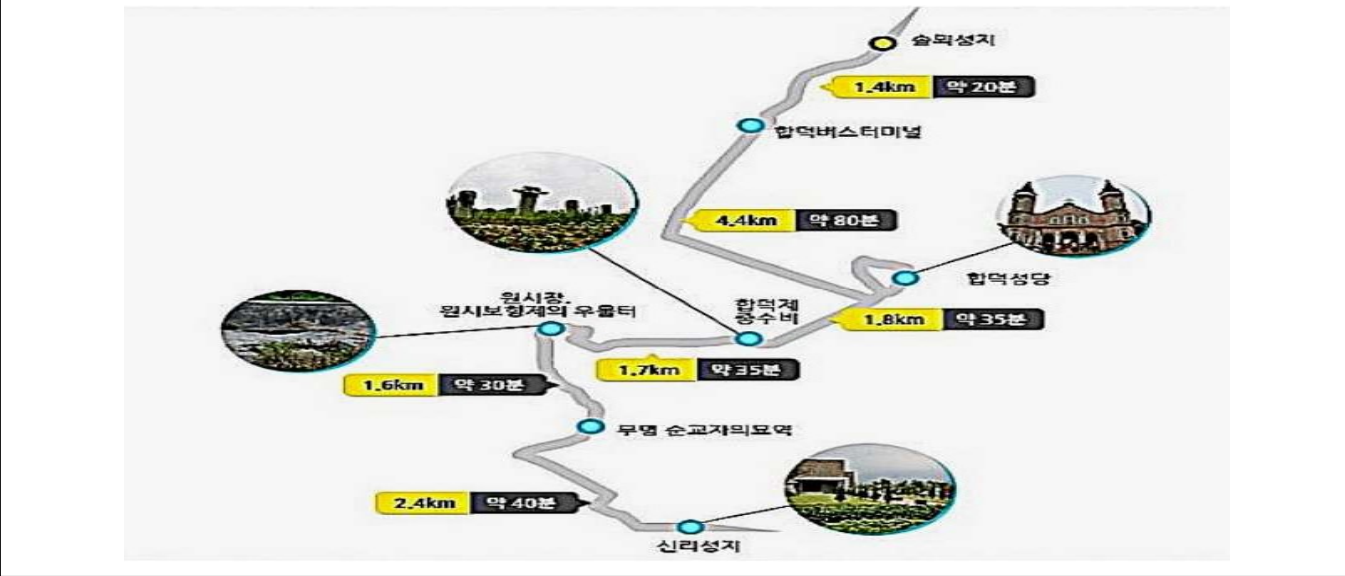 솔뫼성지
1.4km 약 20분
합덕버스터미널
4.4km 약 80분
합덕성당
원시장,
원시보형제의 우물터
합덕제
중수비
1.8km 약 35분
1.7km 약 35분
1.6km 약 30분
무명 순교자의묘역
2.4km 약 40분
신리성지